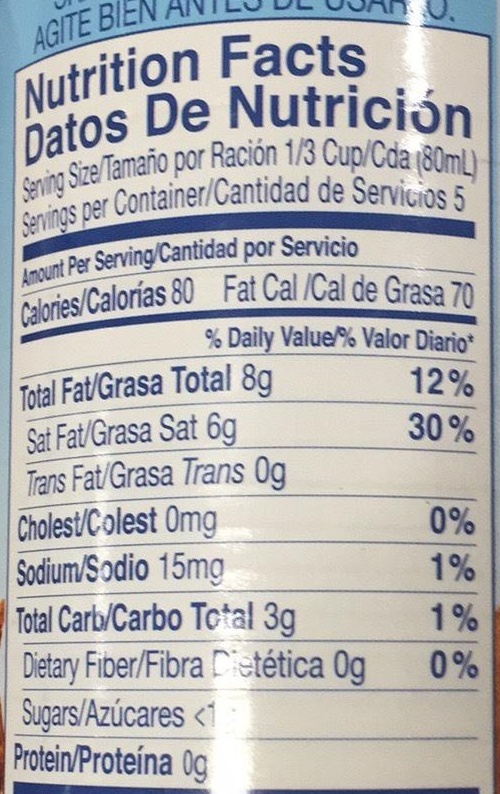 AGITE BIEN ANTES DE USAR
Nutrition Facts
Datos De Nutrición
Serving Size/Tamaño por Ración 1/3 Cup/Cda (80mL)
Servings per Container/Cantidad de Servicios 5
Amount Per Serving/Cantidad por Servicio
Calories/Calorías 80 Fat Cal /Cal de Grasa 70
% Daily Value/% Valor Diario*
Total Fat/Grasa Total 8g 12%
Sat Fat/Grasa Sat 6g 30%
Trans Fat/Grasa Trans 0g
Cholest/Colest 0mg 0%
Sodium/Sodio 15mg 1%
Total Carb/Carbo Total 3g 1%
Dietary Fiber/Fibra Dietética 0g 0%
Sugars/Azúcares <1
Protein/Proteína 0g